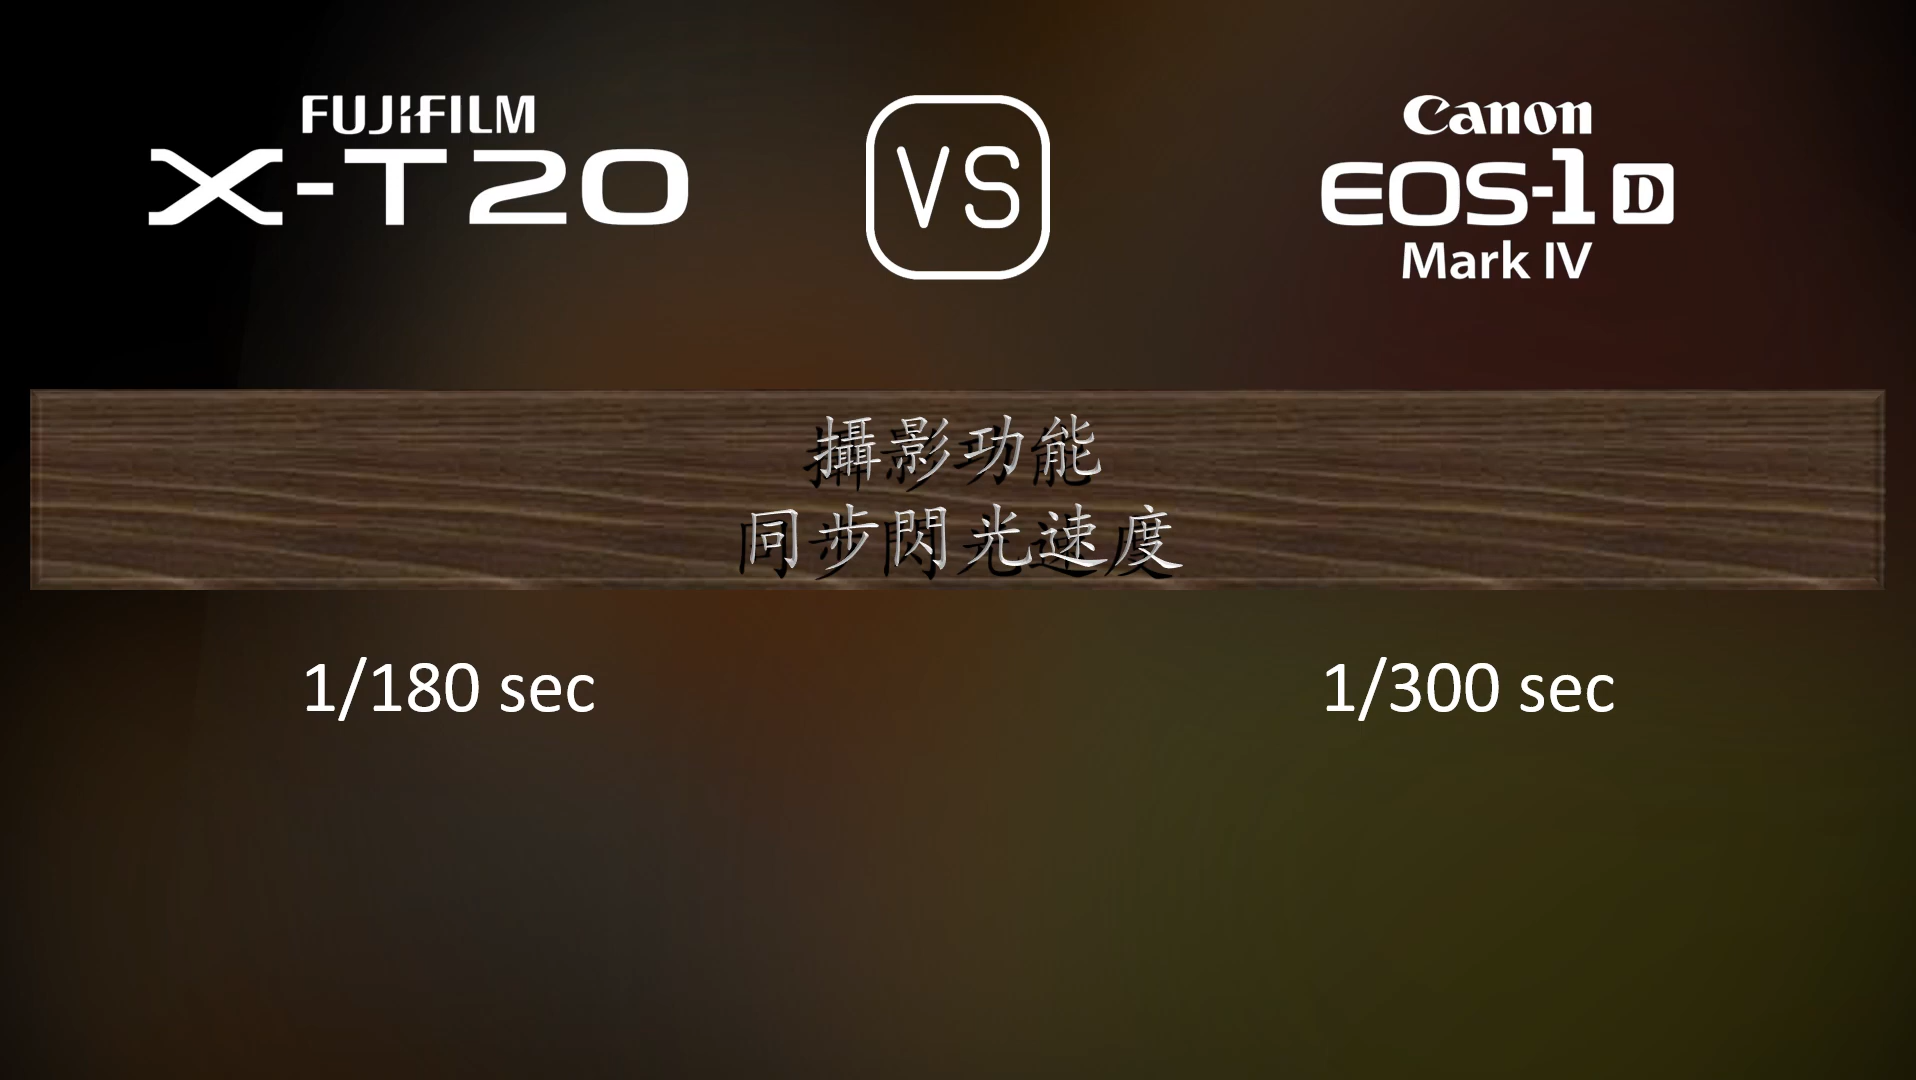 FUJIFILM
X-T20
VS
Canon
EOS-1D
Mark IV
攝影功能
同步閃光速度
1/180 sec
1/300 sec